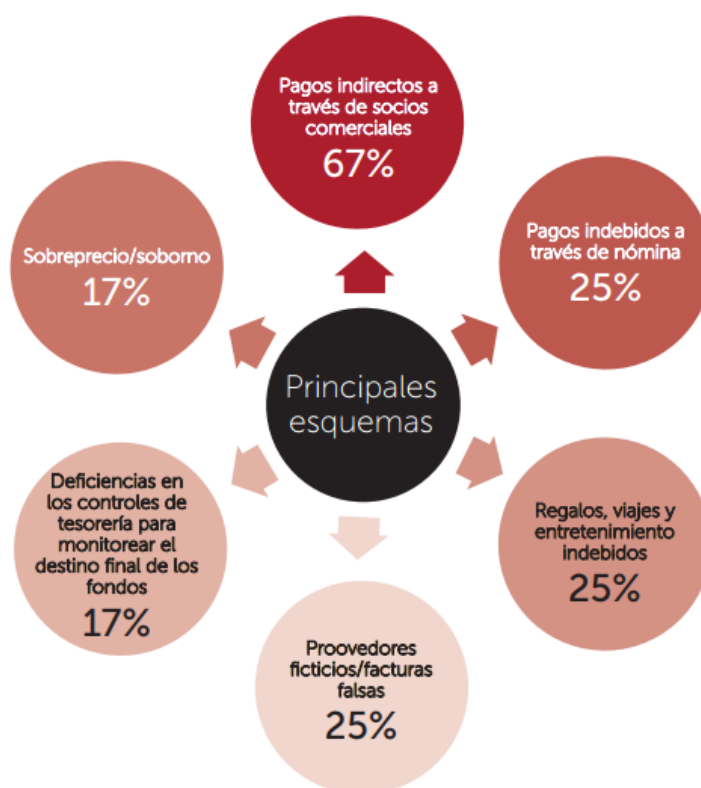 Pagos indirectos a
través de socios
comerciales
67%
Pagos indebidos a
través de nómina
25%
Regalos, viajes y
entretenimiento
indebidos
25%
Proovedores
ficticios/facturas
falsas
25%
Deficiencias en
los controles de
tesorería para
monitorear el
destino final de los
fondos
17%
Sobreprecio/soborno
17%
Principales
esquemas